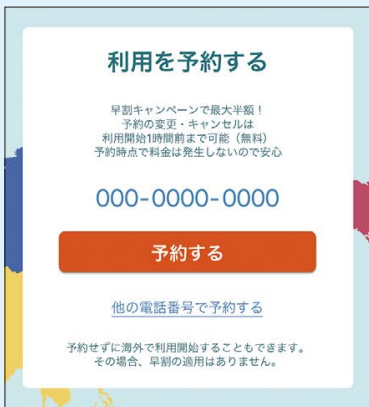 利用を予約する
早割キャンペーンで最大半額！
予約の変更・キャンセルは
利用開始1時間前まで可能（無料）
予約時点で料金は発生しないので安心
000-0000-0000
予約する
他の電話番号で予約する
予約せずに海外で利用開始することもできます。
その場合、早割の適用はありません。